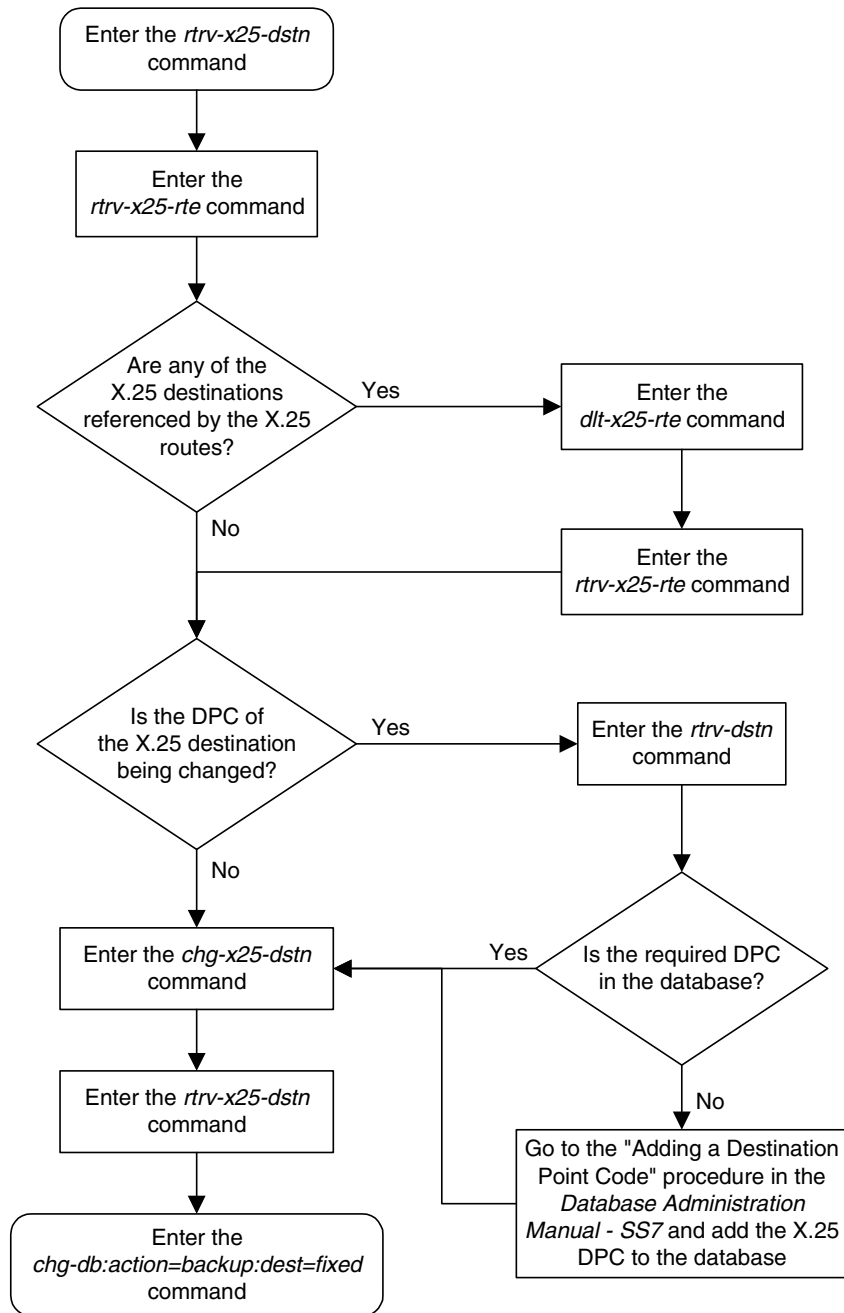 Enter the rtrv-x25-dstn
command
Enter the
rtrv-x25-rte command
Are any of the
X.25 destinations
referenced by the X.25
routes?
Yes
Enter the
dlt-x25-rte command
No
Enter the
rtrv-x25-rte command
Is the DPC of
the X.25 destination
being changed?
Yes
Enter the rtrv-dstn
command
No
Enter the chg-x25-dstn
command
Yes
Is the required DPC
in the database?
Enter the rtrv-x25-dstn
command
No
Go to the "Adding a Destination
Point Code" procedure in the
Database Administration
Manual - SS7 and add the X.25
DPC to the database
Enter the
chg-db:action=backup:dest=fixed
command